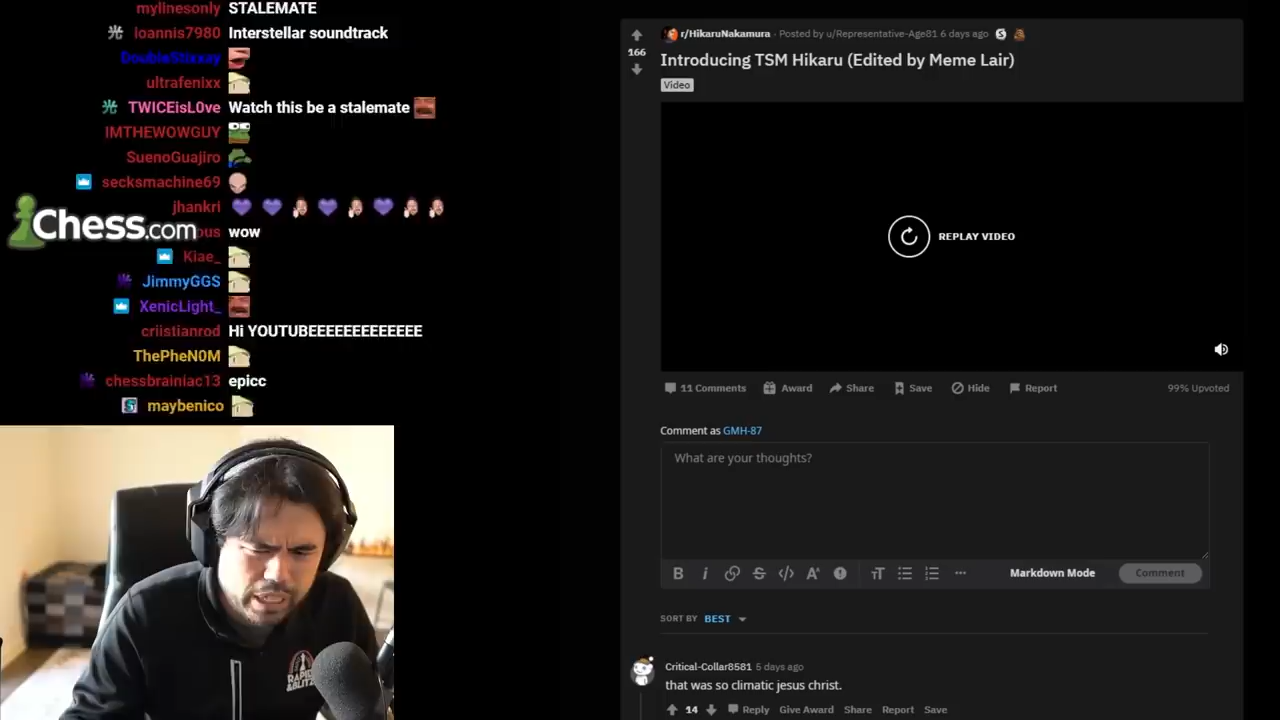 mylinesonly STALEMATE
ioannis7980 Interstellar soundtrack
DoubleStixxay
ultrafenixx
TWICEisL0ve Watch this be a stalemate
IMTHEWOWGUY
SuenoGuajiro
secksmachine69
jhankri
Chess.com
ous wow
Kiae_
JimmyGGS
XenicLight_
criistianrod Hi YOUTUBEEEEEEEEEEEEE
ThePheN0M
chessbrainiac13 epicc
maybenico
RAPID
& BLITZ
r/HikaruNakamura · Posted by u/Representative-Age81 6 days ago
166
Introducing TSM Hikaru (Edited by Meme Lair)
Video
REPLAY VIDEO
11 Comments Award Share Save Hide Report 99% Upvoted
Comment as GMH-87
What are your thoughts?
Markdown Mode Comment
SORT BY BEST
Critical-Collar8581 5 days ago
that was so climatic jesus christ.
14 Reply Give Award Share Report Save